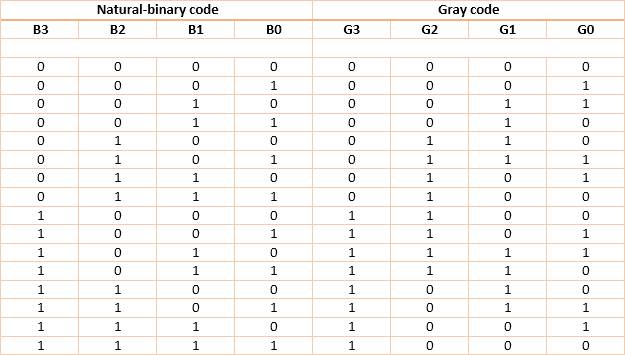 Natural-binary code Gray code
B3 B2 B1 B0 G3 G2 G1 G0
0 0 0 0 0 0 0 0
0 0 0 1 0 0 0 1
0 0 1 0 0 0 1 1
0 0 1 1 0 0 1 0
0 1 0 0 0 1 1 0
0 1 0 1 0 1 1 1
0 1 1 0 0 1 0 1
0 1 1 1 0 1 0 0
1 0 0 0 1 1 0 0
1 0 0 1 1 1 0 1
1 0 1 0 1 1 1 1
1 0 1 1 1 1 1 0
1 1 0 0 1 0 1 0
1 1 0 1 1 0 1 1
1 1 1 0 1 0 0 1
1 1 1 1 1 0 0 0